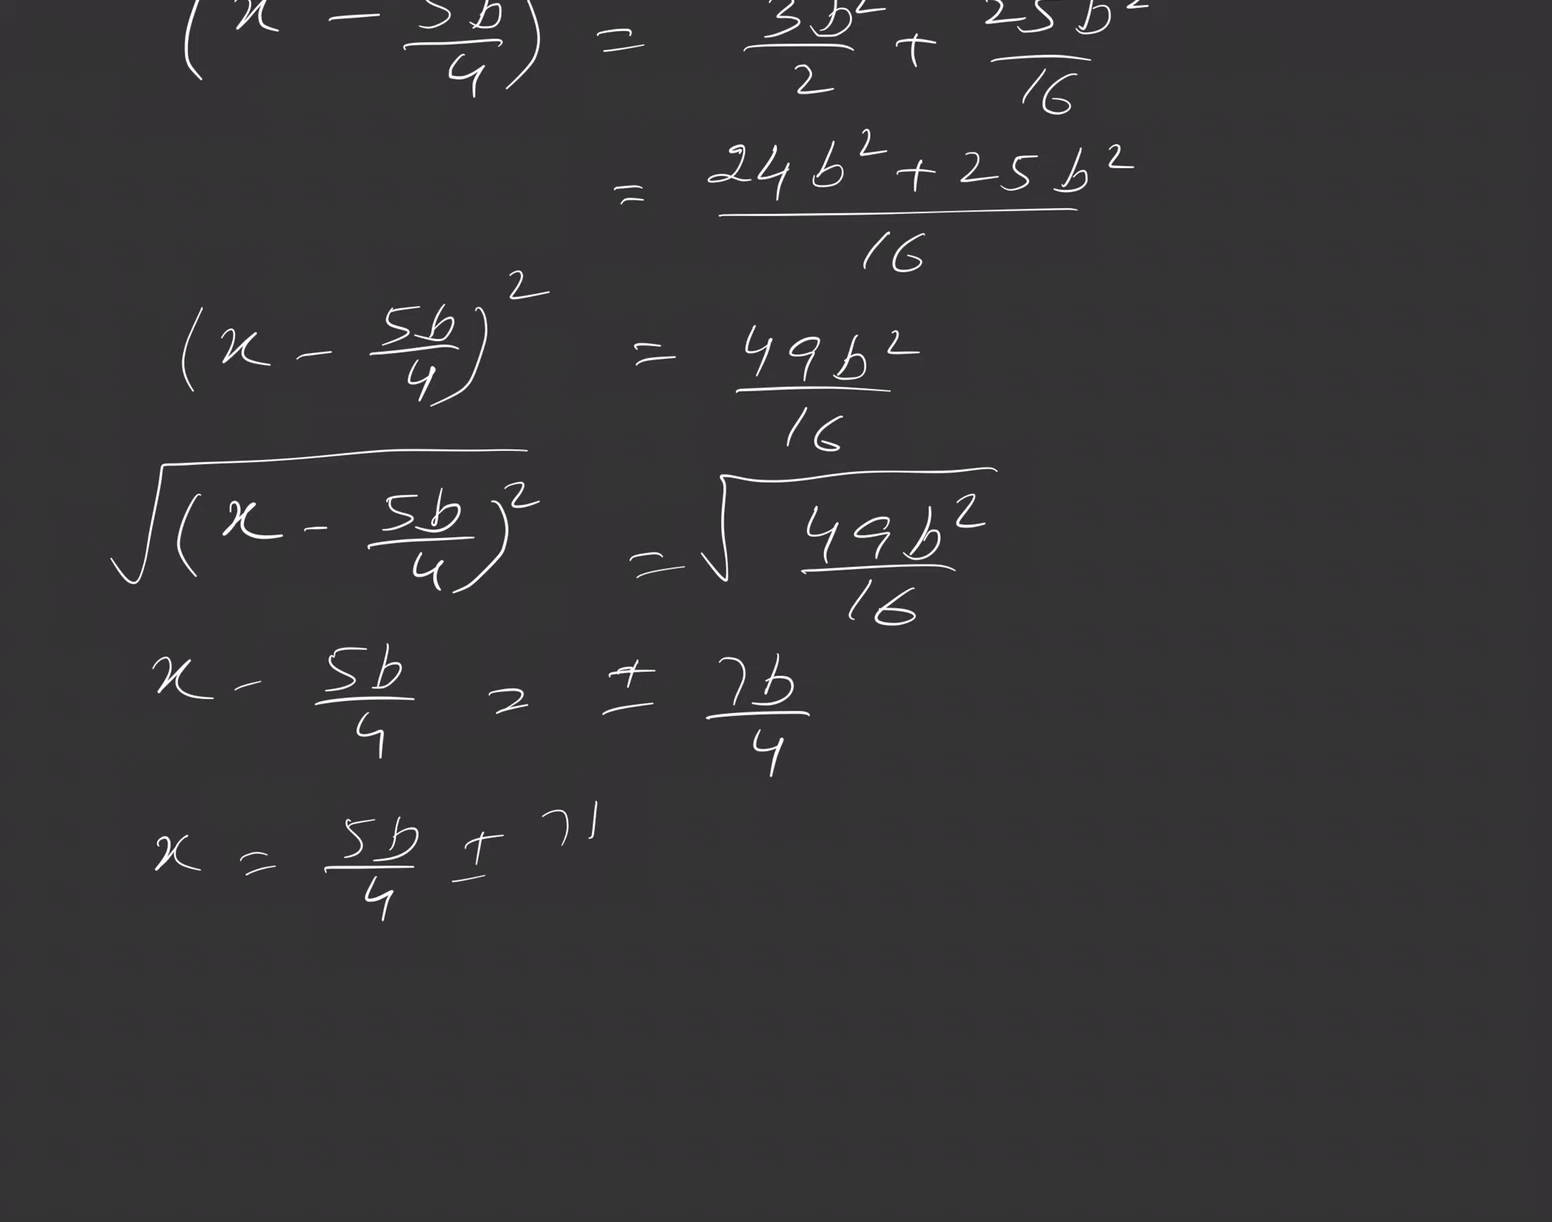 (x - 5b/4) = 3b²/2 + 25b²/16
= 24b² + 25b²/16
(x - 5b/4)² = 49b²/16
√(x - 5b/4)² = √49b²/16
x - 5b/4 = ± 7b/4
x = 5b/4 ± 7